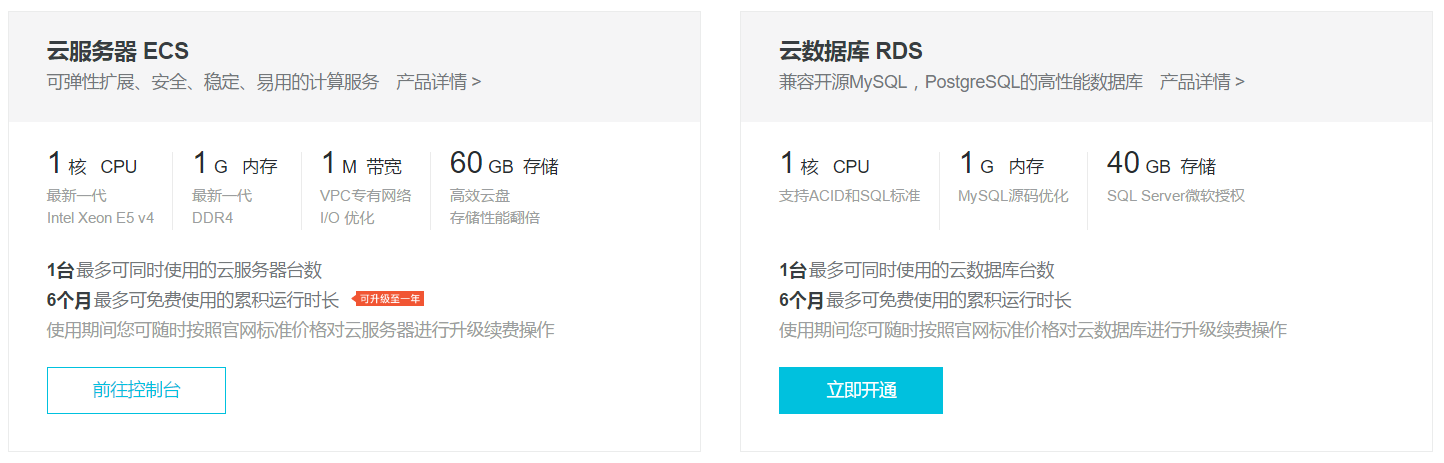 云服务器 ECS
可弹性扩展、安全、稳定、易用的计算服务 产品详情 >
1 核 CPU
最新一代
Intel Xeon E5 v4
1 G 内存
最新一代
DDR4
1 M 带宽
VPC专有网络
I/O 优化
60 GB 存储
高效云盘
存储性能翻倍
1台最多可同时使用的云服务器台数
6个月最多可免费使用的累积运行时长 可升级至一年
使用期间您可随时按照官网标准价格对云服务器进行升级续费操作
前往控制台
云数据库 RDS
兼容开源MySQL，PostgreSQL的高性能数据库 产品详情 >
1 核 CPU
支持ACID和SQL标准
1 G 内存
MySQL源码优化
40 GB 存储
SQL Server微软授权
1台最多可同时使用的云数据库台数
6个月最多可免费使用的累积运行时长
使用期间您可随时按照官网标准价格对云数据库进行升级续费操作
立即开通